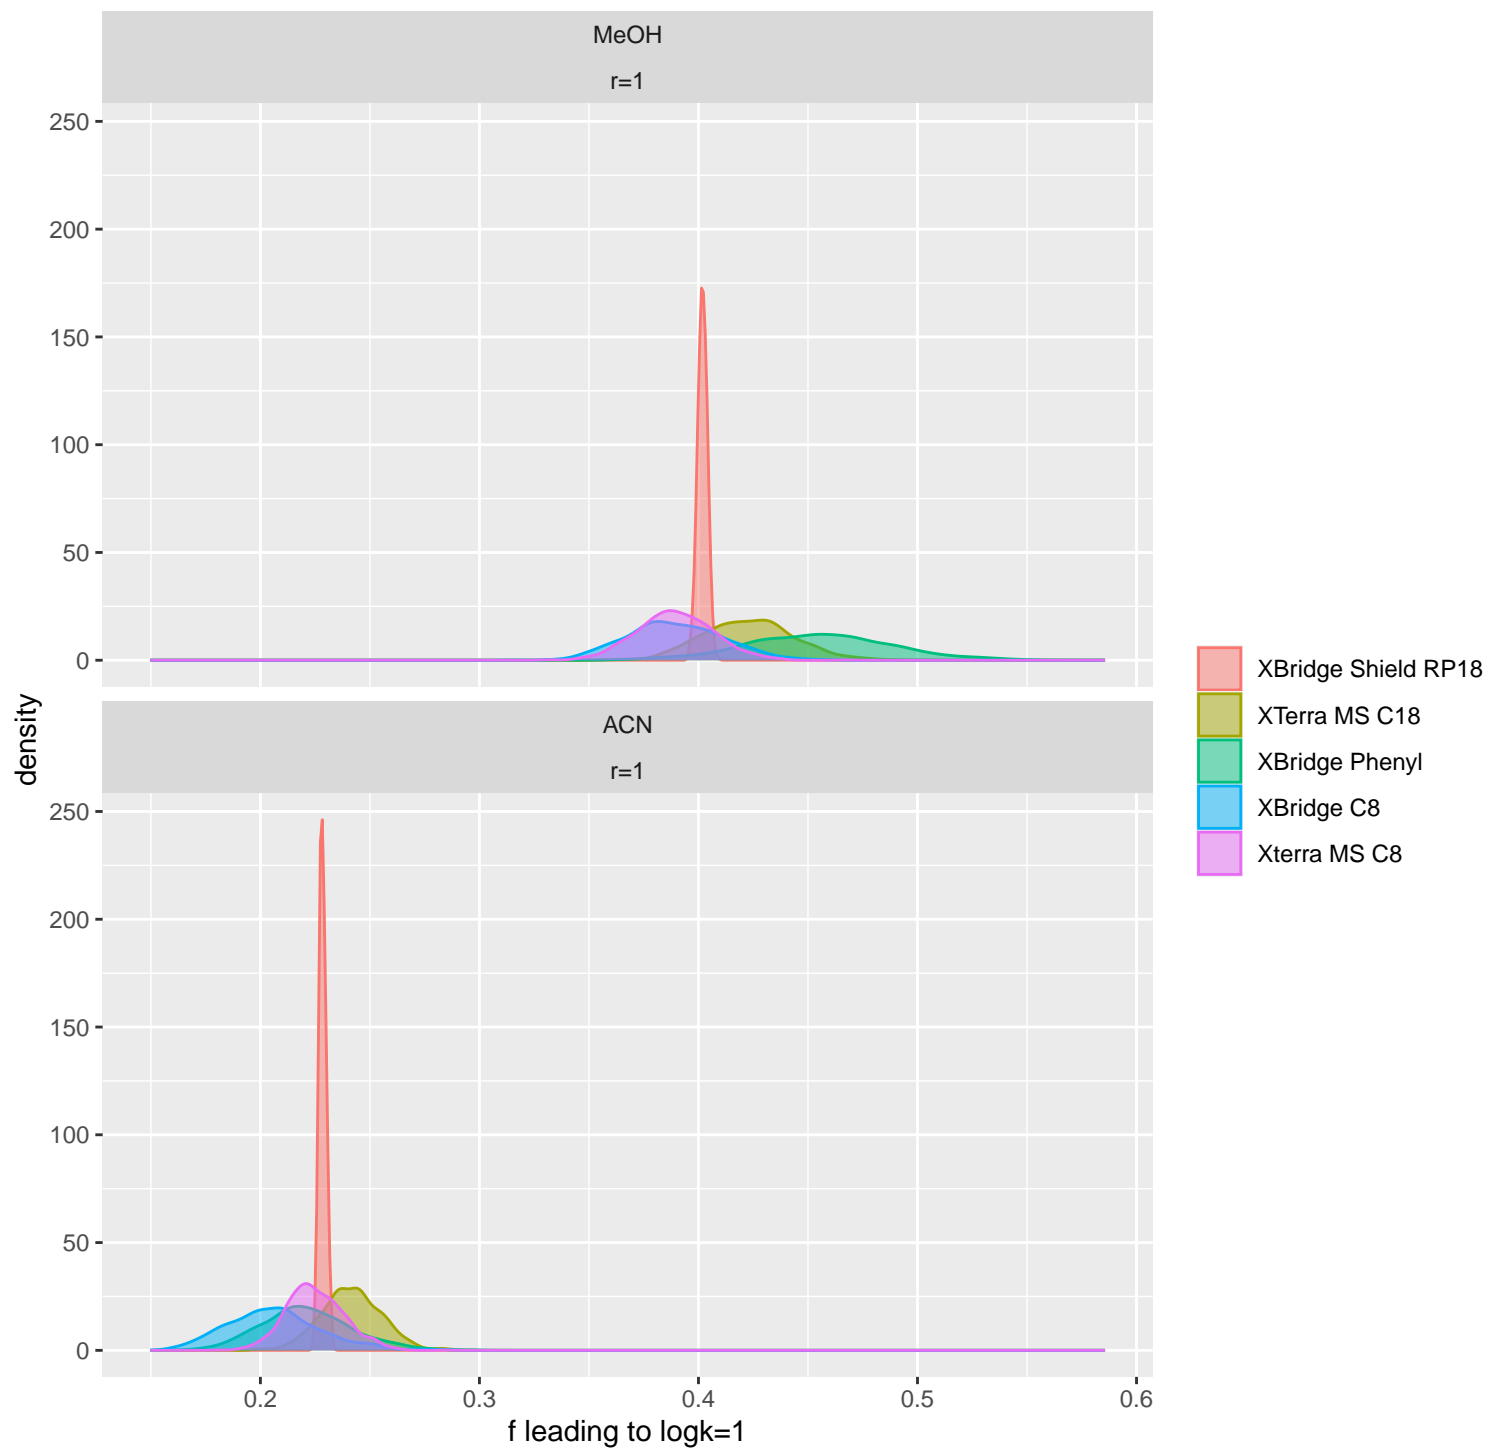 MeOH
r=1
250
200
150
100
50
0
ACN
r=1
250
200
150
100
50
0
0.2 0.3 0.4 0.5 0.6
f leading to logk=1
density
XBridge Shield RP18
XTerra MS C18
XBridge Phenyl
XBridge C8
Xterra MS C8